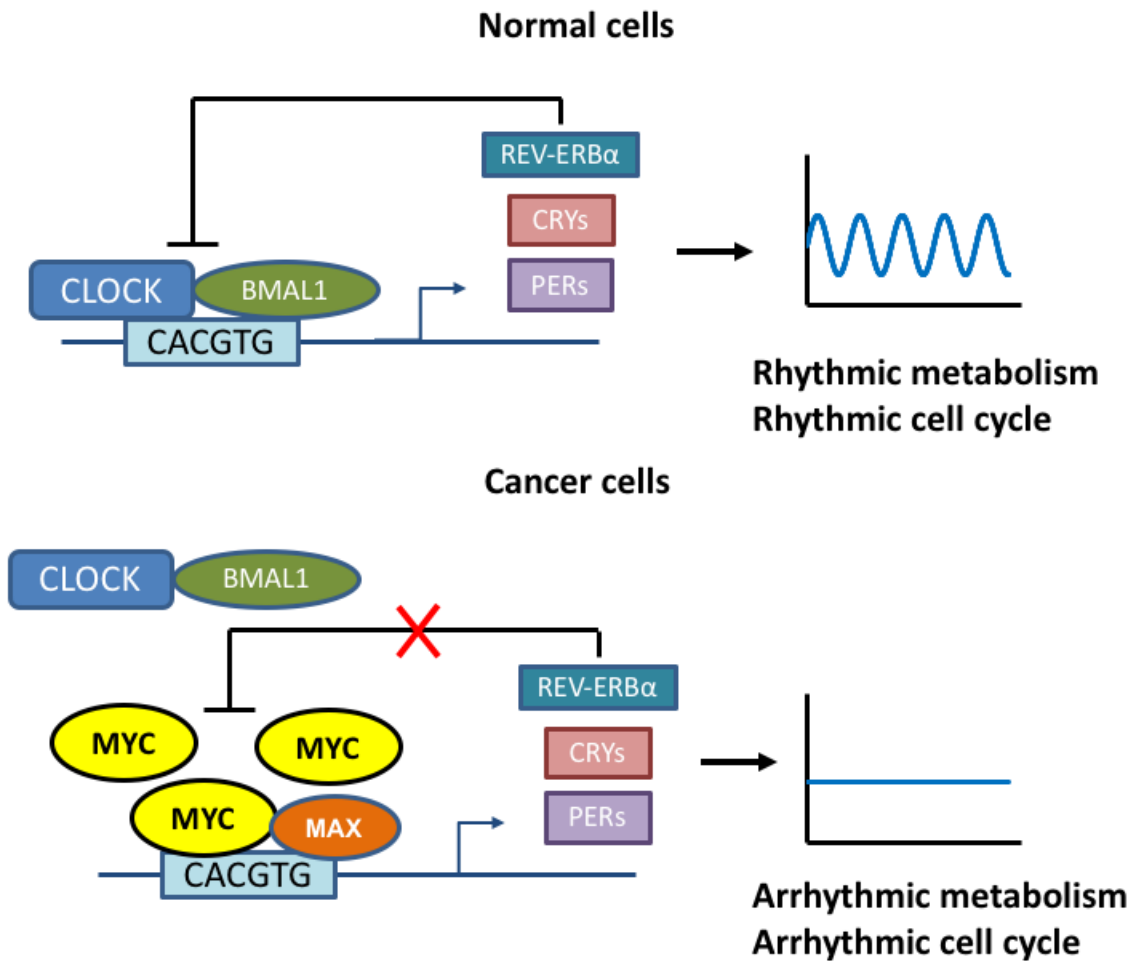 Normal cells
REV-ERBα
CRYs
PERs
CLOCK
BMAL1
CACGTG
Rhythmic metabolism
Rhythmic cell cycle
Cancer cells
CLOCK
BMAL1
REV-ERBα
CRYs
PERs
MYC
MYC
MYC
MAX
CACGTG
Arrhythmic metabolism
Arrhythmic cell cycle